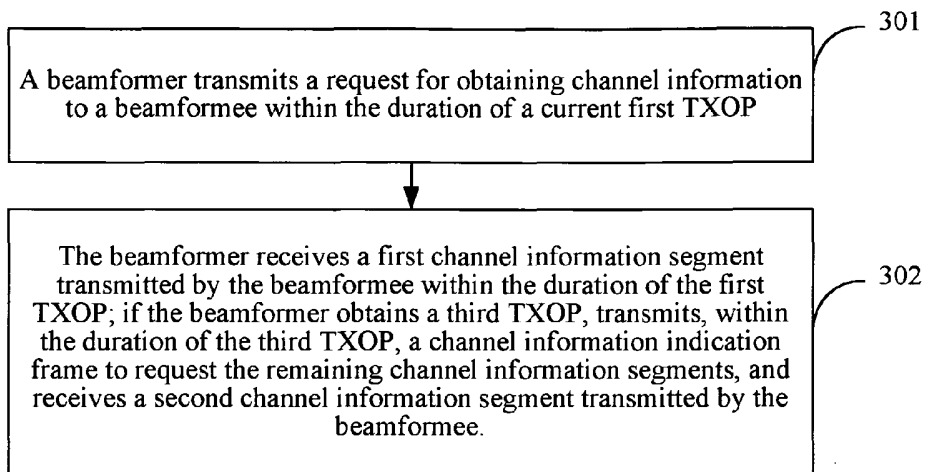 301
A beamformer transmits a request for obtaining channel information
to a beamformee within the duration of a current first TXOP
The beamformer receives a first channel information segment
transmitted by the beamformee within the duration of the first
TXOP; if the beamformer obtains a third TXOP, transmits, within
the duration of the third TXOP, a channel information indication
frame to request the remaining channel information segments, and
receives a second channel information segment transmitted by the
beamformee.
302